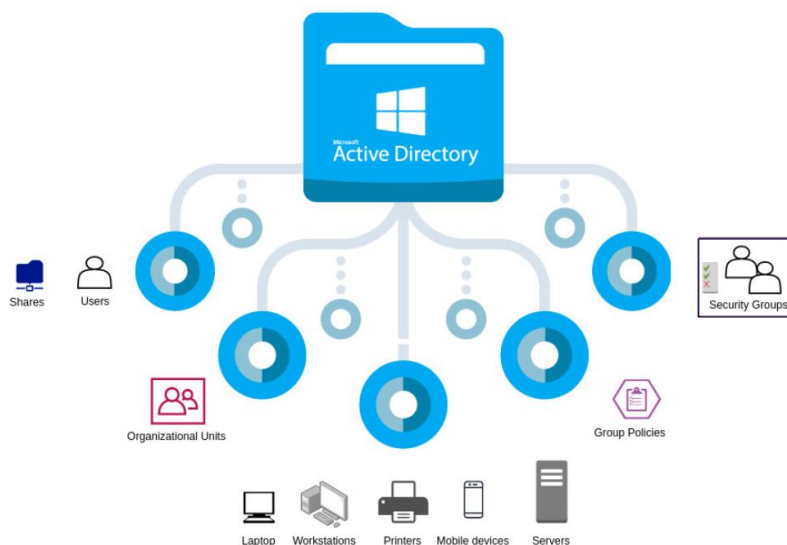 Microsoft
Active Directory
Shares
Users
Security Groups
Organizational Units
Group Policies
Laptop
Workstations
Printers
Mobile devices
Servers